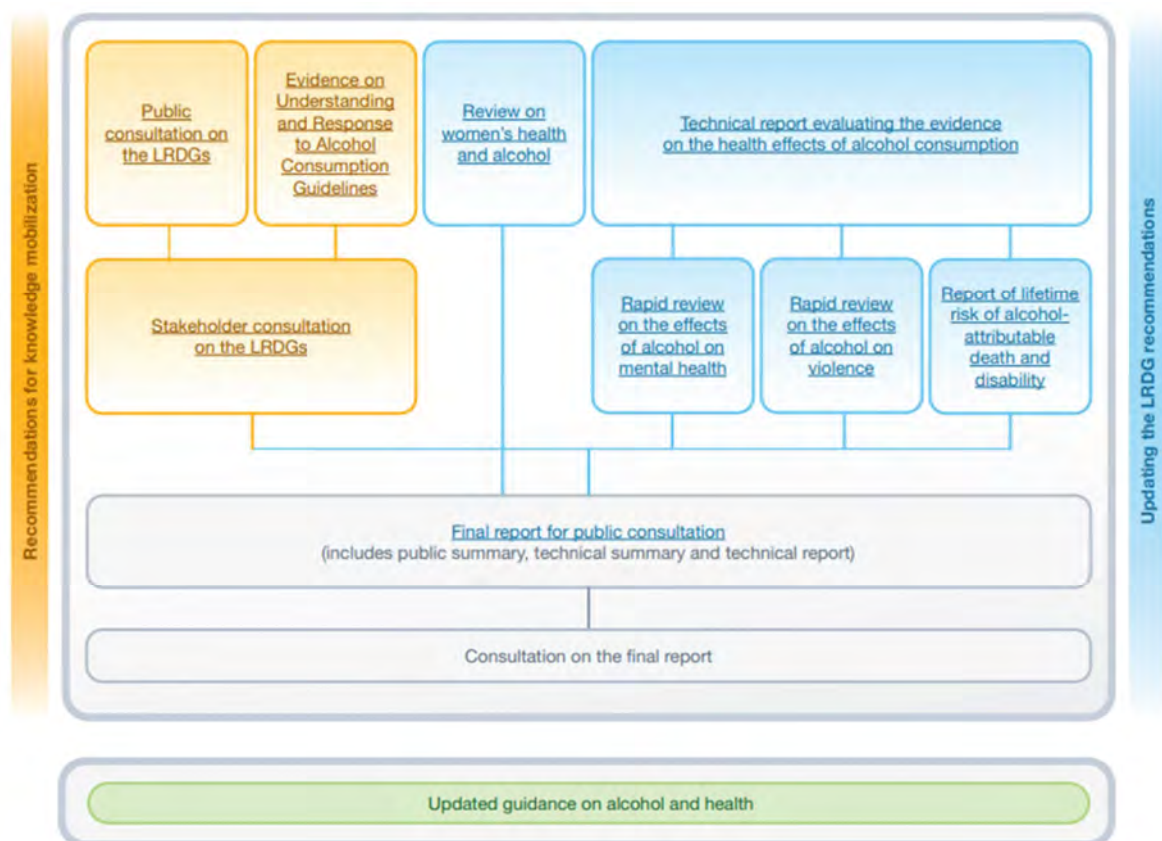 Recommendations for knowledge mobilization
Public
consultation on
the LRDGs
Evidence on
Understanding
and Response
to Alcohol
Consumption
Guidelines
Review on
women's health
and alcohol
Technical report evaluating the evidence
on the health effects of alcohol consumption
Stakeholder consultation
on the LRDGs
Rapid review
on the effects
of alcohol on
mental health
Rapid review
on the effects
of alcohol on
violence
Report of lifetime
risk of alcohol-
attributable
death and
disability
Final report for public consultation
(includes public summary, technical summary and technical report)
Consultation on the final report
Updating the LRDG recommendations
Updated guidance on alcohol and health